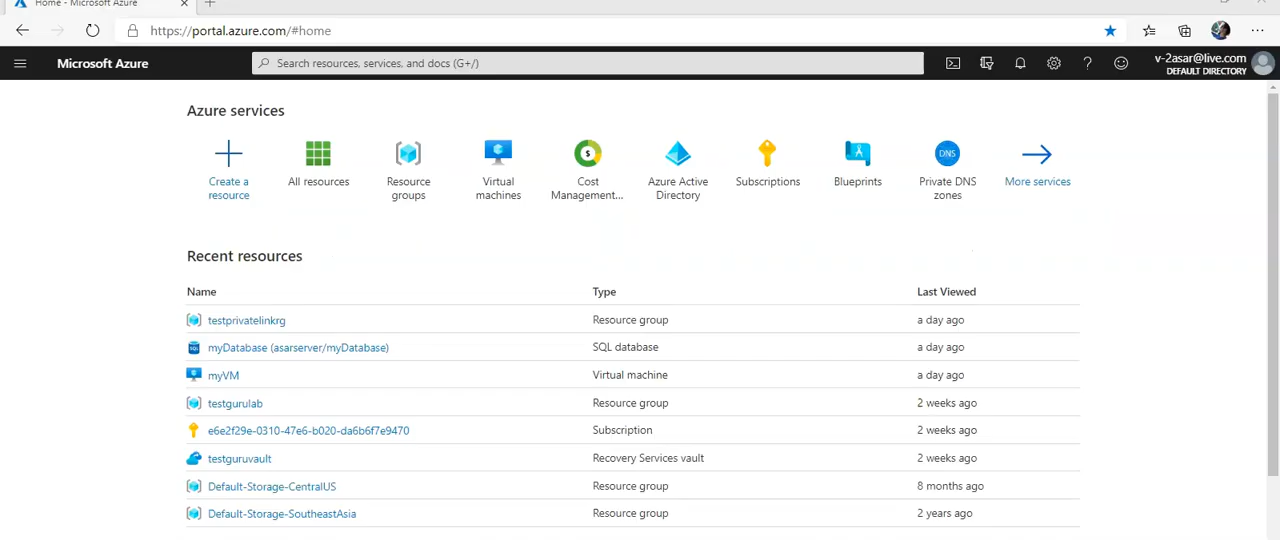 Home - Microsoft Azure
https://portal.azure.com/#home
Microsoft Azure
Search resources, services, and docs (G+/)
v-2asar@live.com
DEFAULT DIRECTORY
Azure services
Create a resource
All resources
Resource groups
Virtual machines
Cost Management...
Azure Active Directory
Subscriptions
Blueprints
DNS
Private DNS zones
More services
Recent resources
Name Type Last Viewed
testprivatelinkrg Resource group a day ago
SQL myDatabase (asarserver/myDatabase) SQL database a day ago
myVM Virtual machine a day ago
testgurulab Resource group 2 weeks ago
e6e2f29e-0310-47e6-b020-da6b6f7e9470 Subscription 2 weeks ago
testguruvault Recovery Services vault 2 weeks ago
Default-Storage-CentralUS Resource group 8 months ago
Default-Storage-SoutheastAsia Resource group 2 years ago